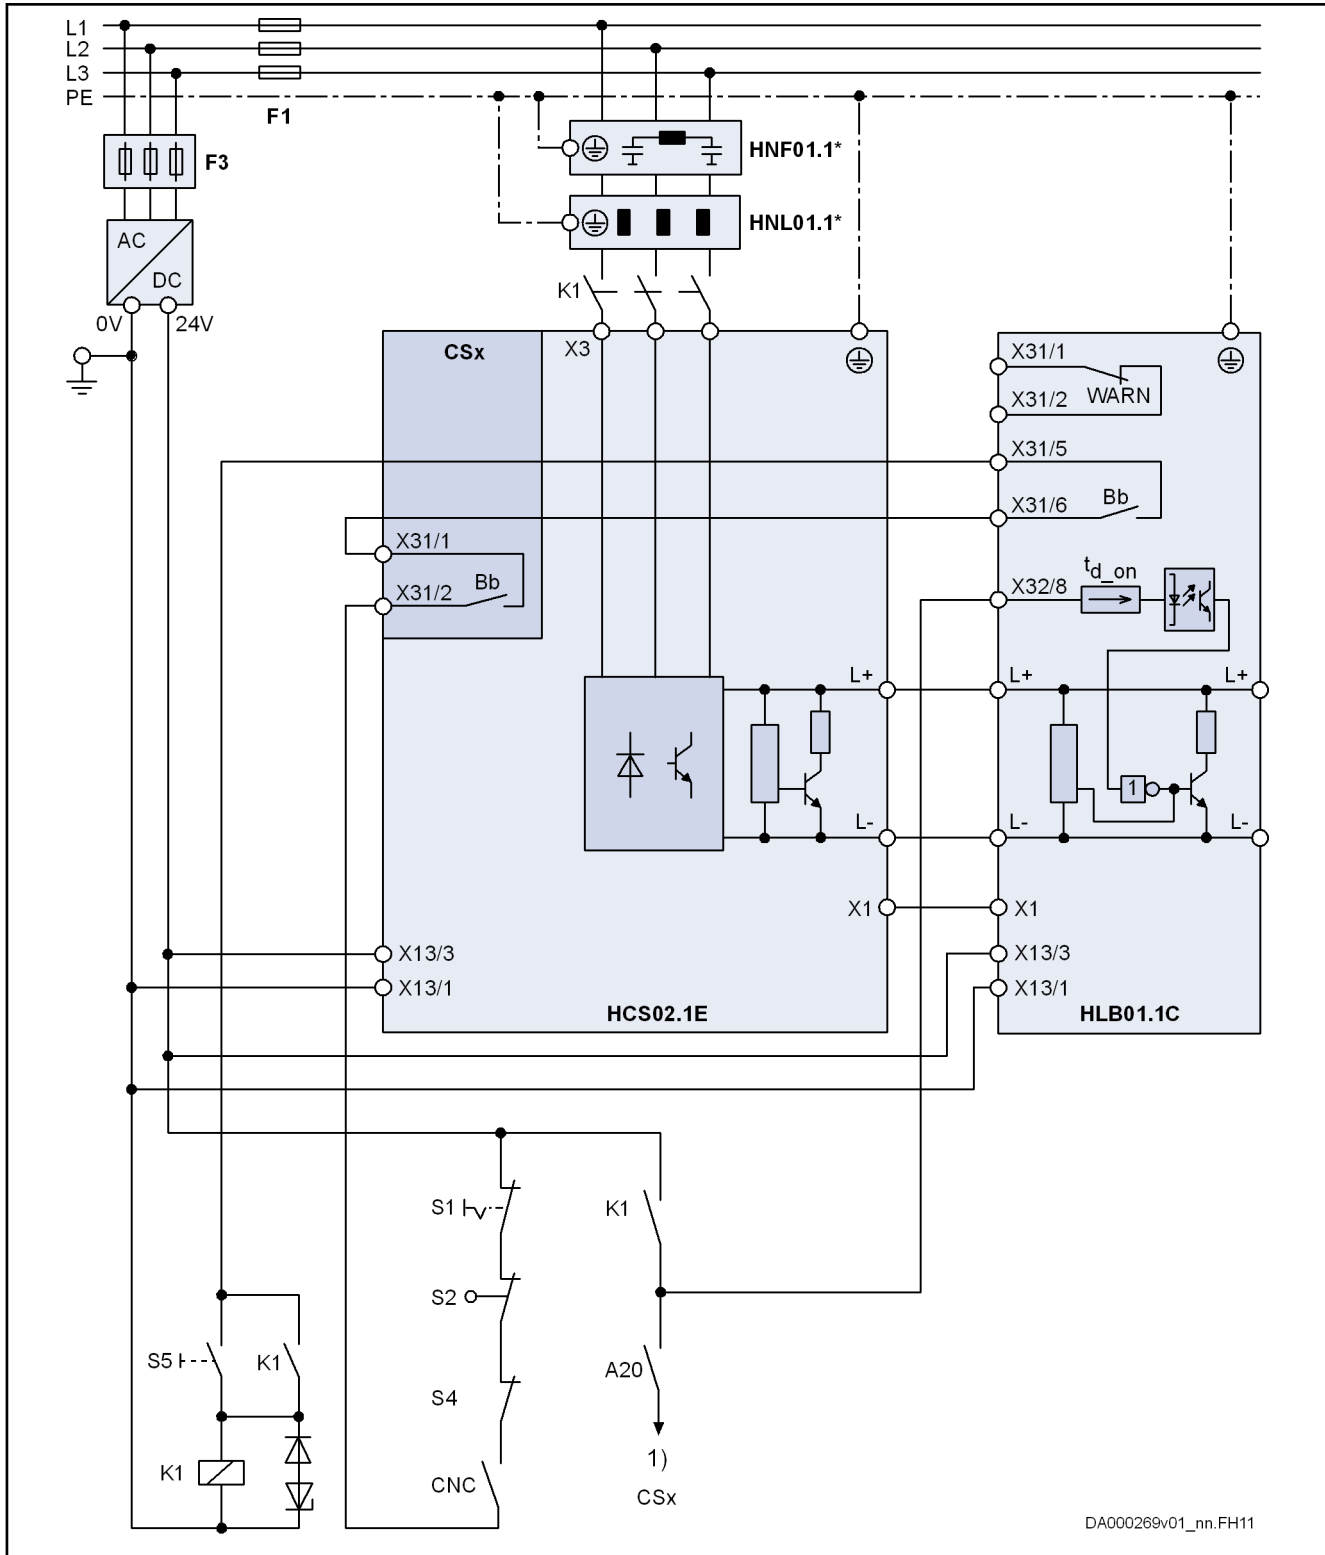 L1
L2
L3
PE
F1
F3
HNF01.1*
HNL01.1*
AC
DC
K1
0V
24V
CSx
X3
X31/1
WARN
X31/2
X31/5
X31/6
Bb
X31/1
X31/2
Bb
td_on
X32/8
L+
L+
L+
1
L-
L-
L-
X1
X1
X13/3
X13/3
X13/1
X13/1
HCS02.1E
HLB01.1C
S1
K1
S2
S5
K1
A20
S4
K1
CNC
1)
CSx
DA000269v01_nn.FH11